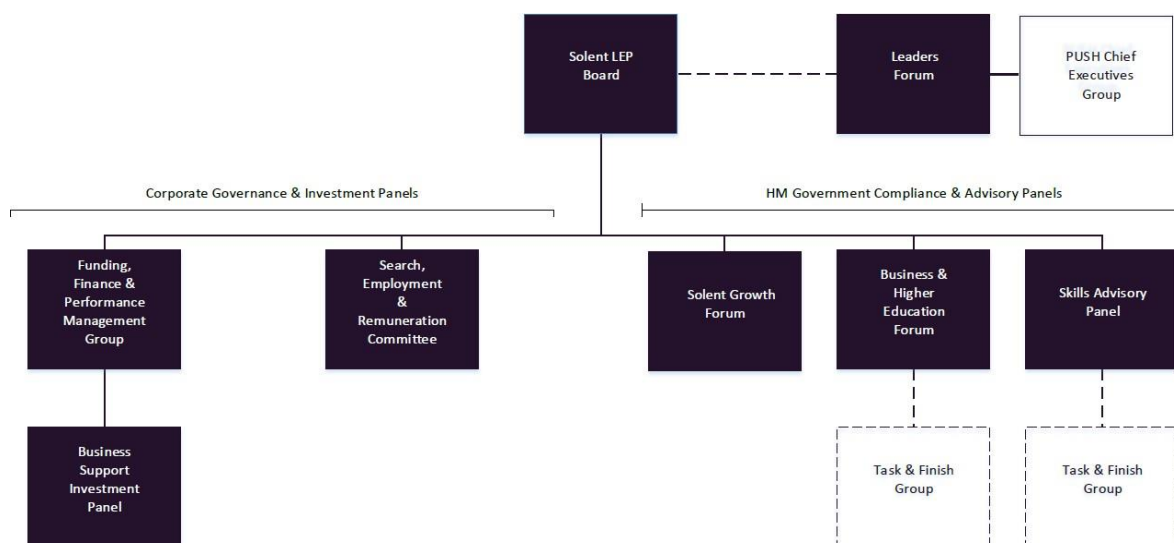 Solent LEP
Board
Leaders
Forum
PUSH Chief
Executives
Group
Corporate Governance & Investment Panels
HM Government Compliance & Advisory Panels
Funding,
Finance &
Performance
Management
Group
Search,
Employment
&
Remuneration
Committee
Solent Growth
Forum
Business &
Higher
Education
Forum
Skills Advisory
Panel
Business
Support
Investment
Panel
Task & Finish
Group
Task & Finish
Group